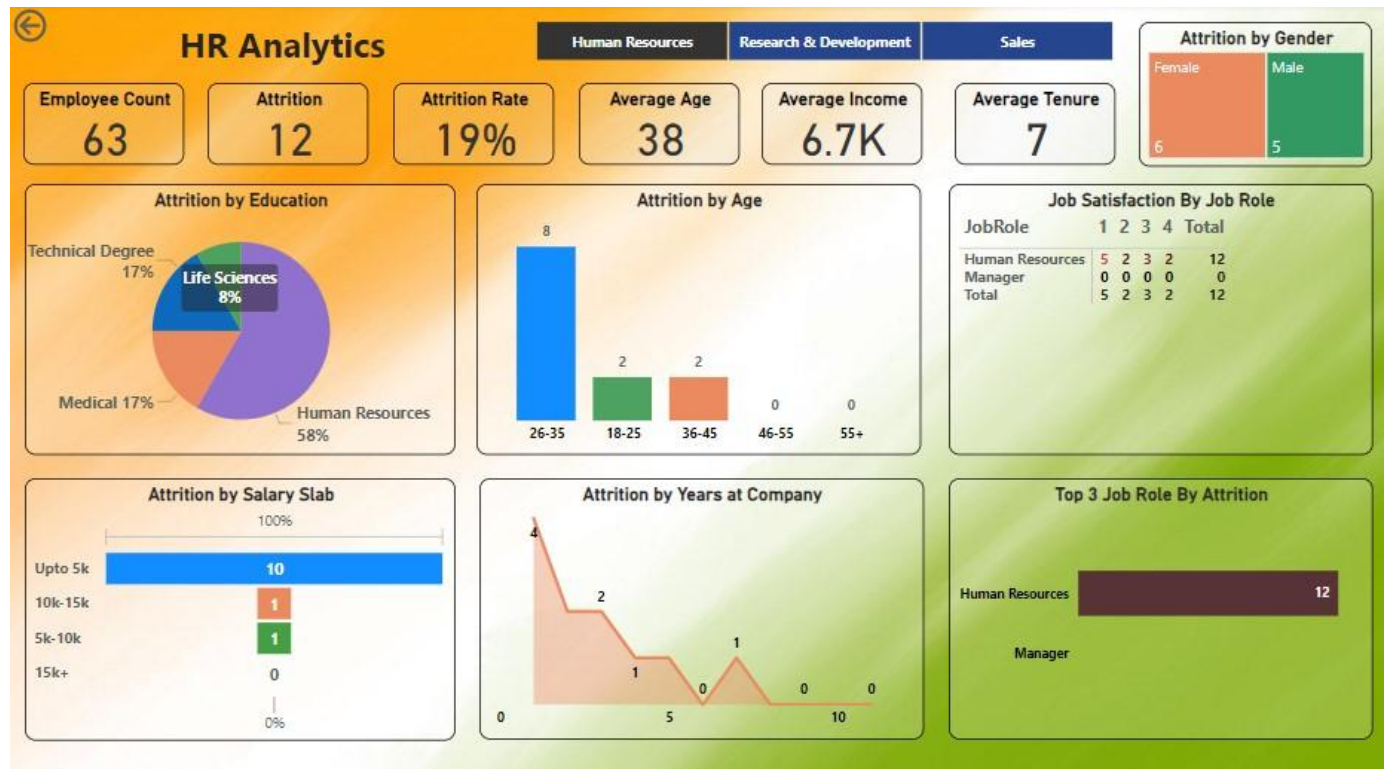 HR Analytics
Human Resources
Research & Development
Sales
Attrition by Gender
Female
Male
6
5
Employee Count
63
Attrition
12
Attrition Rate
19%
Average Age
38
Average Income
6.7K
Average Tenure
7
Attrition by Education
Technical Degree
17%
Life Sciences
8%
Medical 17%
Human Resources
58%
Attrition by Age
8
2
2
0
0
26-35
18-25
36-45
46-55
55+
Job Satisfaction By Job Role
JobRole 1 2 3 4 Total
Human Resources 5 2 3 2 12
Manager 0 0 0 0 0
Total 5 2 3 2 12
Attrition by Salary Slab
100%
Upto 5k 10
10k-15k 1
5k-10k 1
15k+ 0
0%
Attrition by Years at Company
4
2
1
0
1
0
0
0
5
10
Top 3 Job Role By Attrition
Human Resources 12
Manager